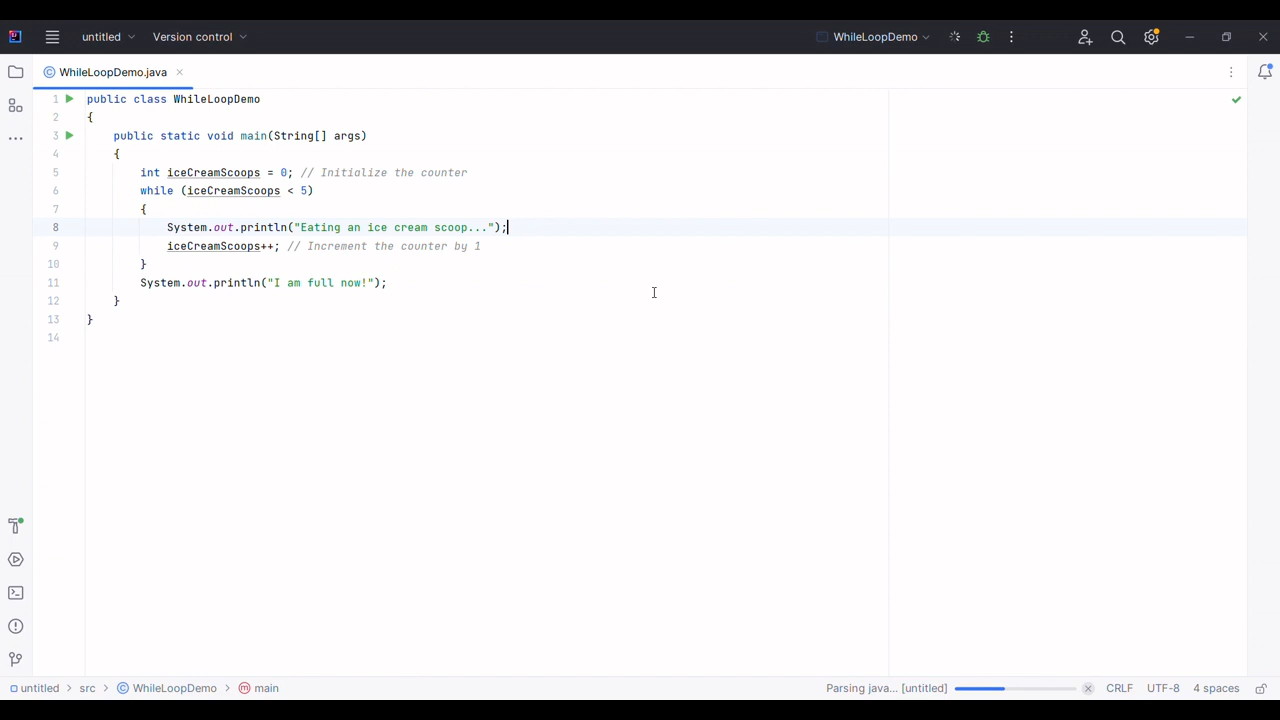 untitled Version control WhileLoopDemo
WhileLoopDemo.java
1 public class WhileLoopDemo
2 {
3 public static void main(String[] args)
4 {
5 int iceCreamScoops = 0; // Initialize the counter
6 while (iceCreamScoops < 5)
7 {
8 System.out.println("Eating an ice cream scoop...");
9 iceCreamScoops++; // Increment the counter by 1
10 }
11 System.out.println("I am full now!");
12 }
13 }
14
untitled > src > WhileLoopDemo > main Parsing java... [untitled] CRLF UTF-8 4 spaces